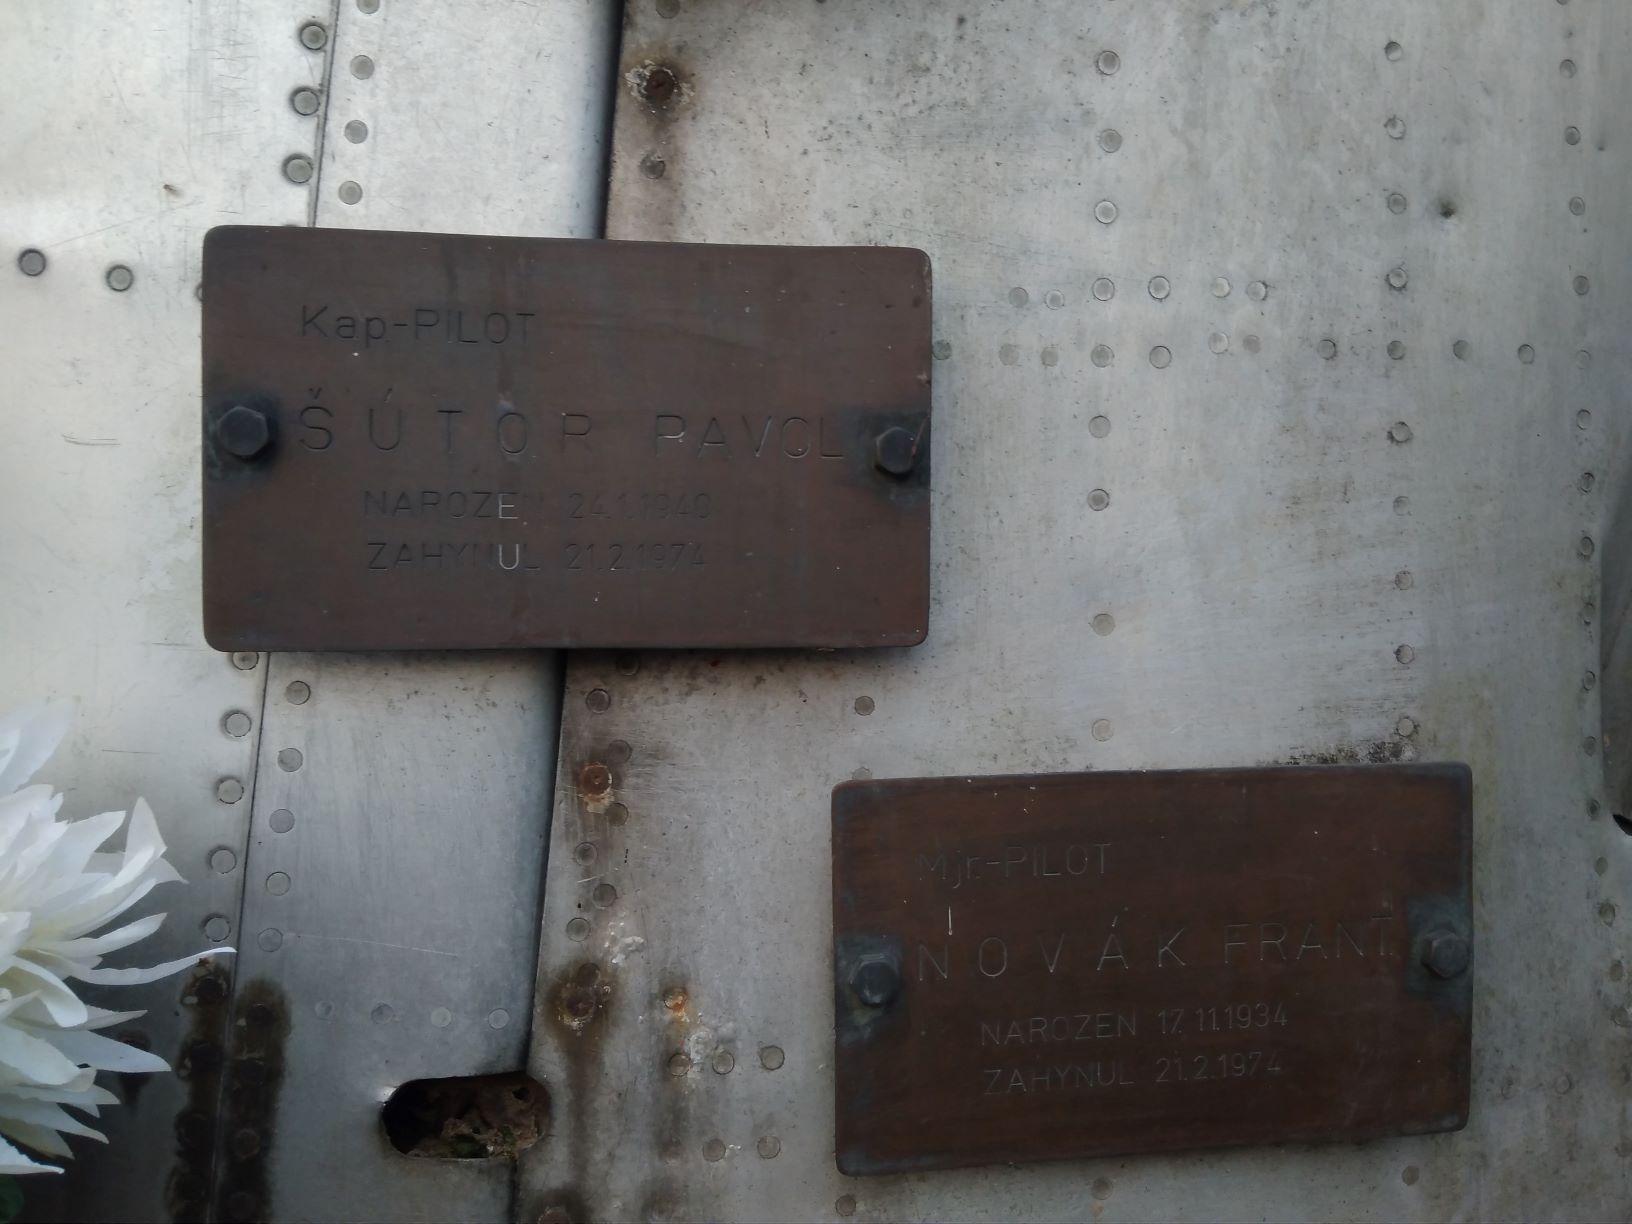 Kap-PILOT
ŠÚTOR PAVOL
NAROZEN 24.1.1940
ZAHYNUL 21.2.1974
Mjr.-PILOT
NOVÁK FRANT.
NAROZEN 17.11.1934
ZAHYNUL 21.2.1974